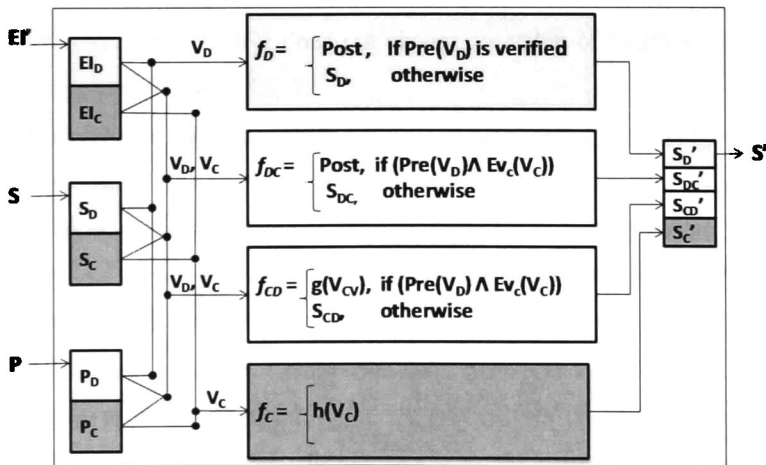 EI'
EI_D
EI_C
S
S_D
S_C
P
P_D
P_C
V_D
V_D, V_C
V_D, V_C
V_C
f_D = Post, If Pre(V_D) is verified
S_D, otherwise
f_DC = Post, if (Pre(V_D)Λ Ev_c(V_C))
S_DC, otherwise
f_CD = g(V_CV), if (Pre(V_D) Λ Ev_c(V_C))
S_CD, otherwise
f_C = h(V_C)
S_D'
S_DC'
S_CD'
S_C'
S'